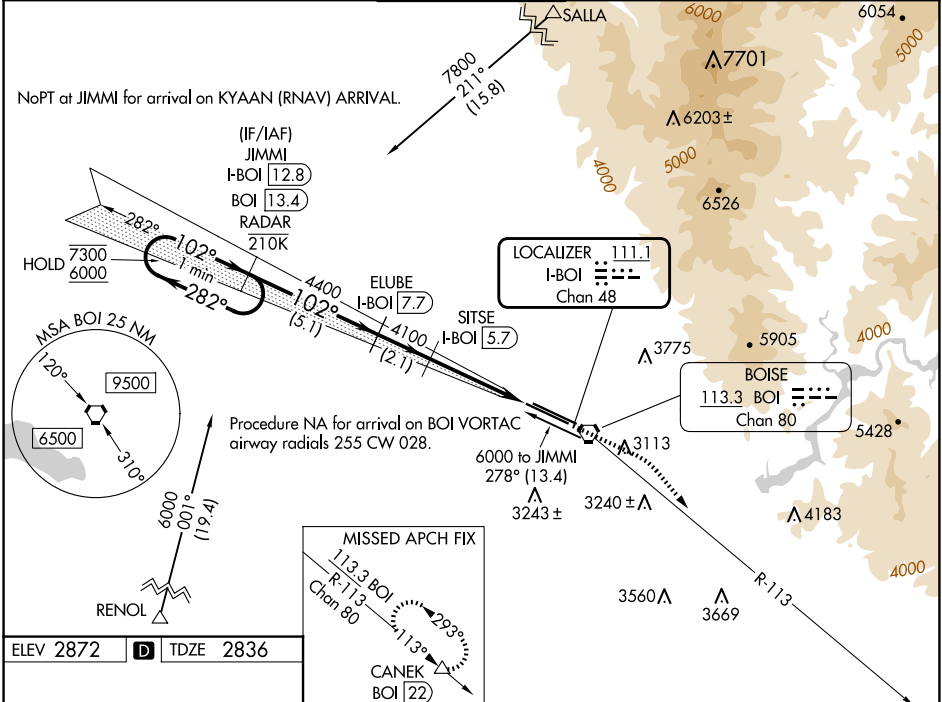 SALLA
6000
6054
5000
7701
7800
211°
(15.8)
NoPT at JIMMI for arrival on KYAAN (RNAV) ARRIVAL.
6203 ±
5000
4000
6526
(IF/IAF)
JIMMI
I-BOI 12.8
BOI 13.4
RADAR
210K
282°
102°
1 min
282°
HOLD 7300
6000
4400
102°
(5.1)
ELUBE
I-BOI 7.7
4100
(2.1)
SITSE
I-BOI 5.7
LOCALIZER 111.1
I-BOI
Chan 48
3775
5905
4000
BOISE
113.3 BOI
Chan 80
5428
MSA BOI 25 NM
120°
9500
6500
310°
Procedure NA for arrival on BOI VORTAC
airway radials 255 CW 028.
6000 to JIMMI
278° (13.4)
3113
3243 ±
3240 ±
4183
4000
6000
001°
(19.4)
RENOL
MISSED APCH FIX
113.3 BOI
R-113
Chan 80
293°
113°
CANEK
BOI 22
3560
3669
R-113
ELEV 2872 D TDZE 2836